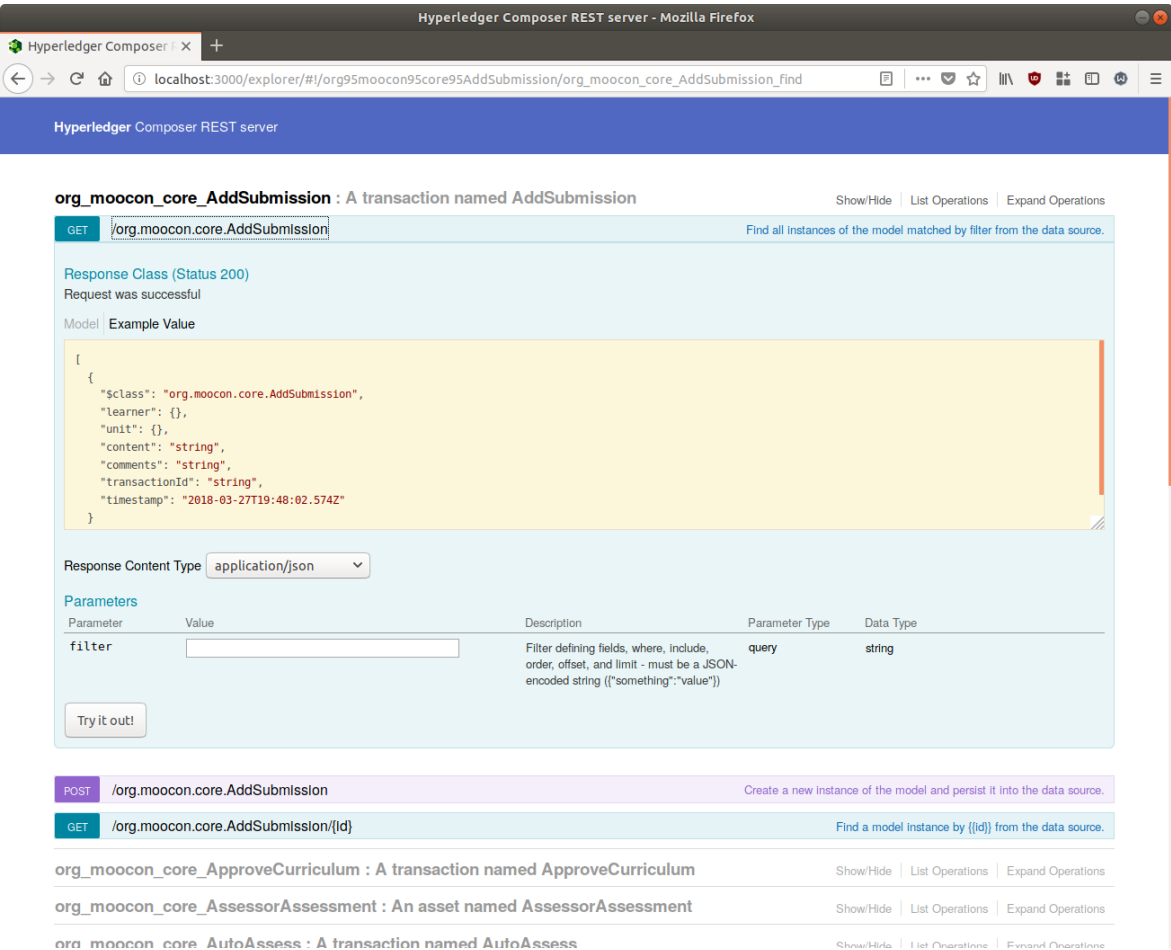 Hyperledger Composer REST server - Mozilla Firefox
Hyperledger Composer R
localhost:3000/explorer/#!/org95moocon95core95AddSubmission/org_moocon_core_AddSubmission_find
Hyperledger Composer REST server
org_moocon_core_AddSubmission : A transaction named AddSubmission Show/Hide List Operations Expand Operations
GET /org.moocon.core.AddSubmission Find all instances of the model matched by filter from the data source.
Response Class (Status 200)
Request was successful
Model Example Value
[
{
"$class": "org.moocon.core.AddSubmission",
"learner": {},
"unit": {},
"content": "string",
"comments": "string",
"transactionId": "string",
"timestamp": "2018-03-27T19:48:02.574Z"
}
Response Content Type application/json
Parameters
Parameter Value Description Parameter Type Data Type
filter Filter defining fields, where, include, query string
order, offset, and limit - must be a JSON-
encoded string ({"something":"value"})
Try it out!
POST /org.moocon.core.AddSubmission Create a new instance of the model and persist it into the data source.
GET /org.moocon.core.AddSubmission/{id} Find a model instance by {{id}} from the data source.
org_moocon_core_ApproveCurriculum : A transaction named ApproveCurriculum Show/Hide List Operations Expand Operations
org_moocon_core_AssessorAssessment : An asset named AssessorAssessment Show/Hide List Operations Expand Operations
org_moocon_core_AutoAssess : A transaction named AutoAssess Show/Hide List Operations Expand Operations